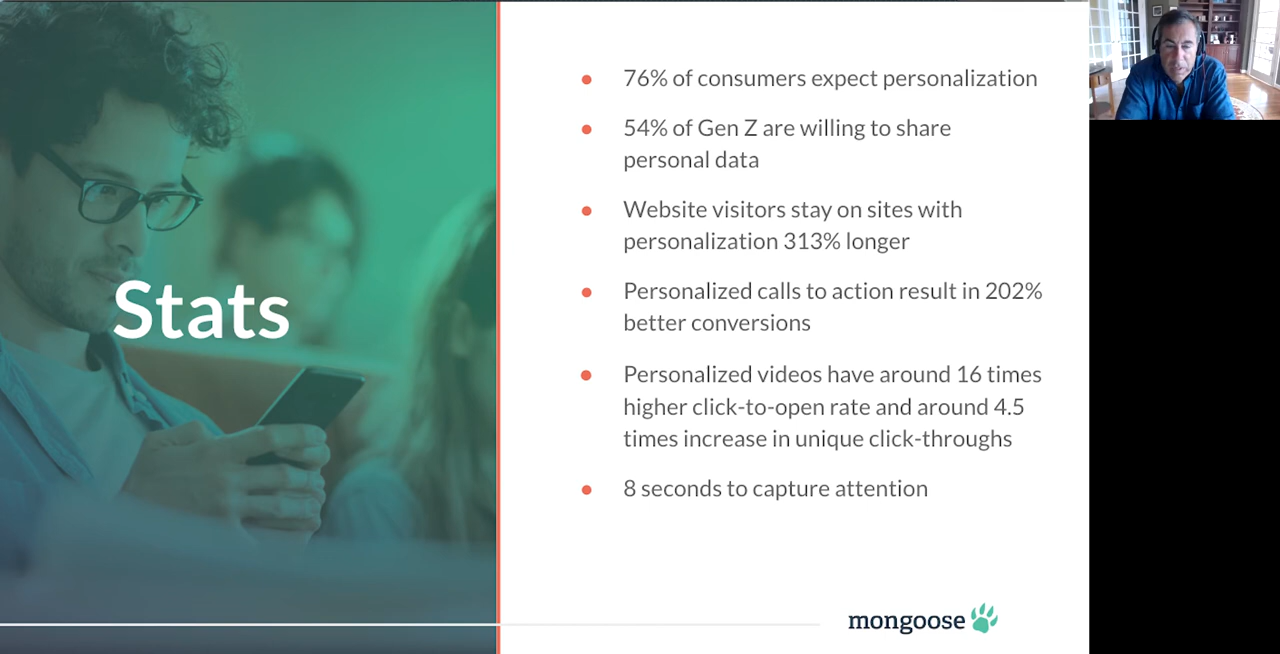 Stats
76% of consumers expect personalization
54% of Gen Z are willing to share
personal data
Website visitors stay on sites with
personalization 313% longer
Personalized calls to action result in 202%
better conversions
Personalized videos have around 16 times
higher click-to-open rate and around 4.5
times increase in unique click-throughs
8 seconds to capture attention
mongoose